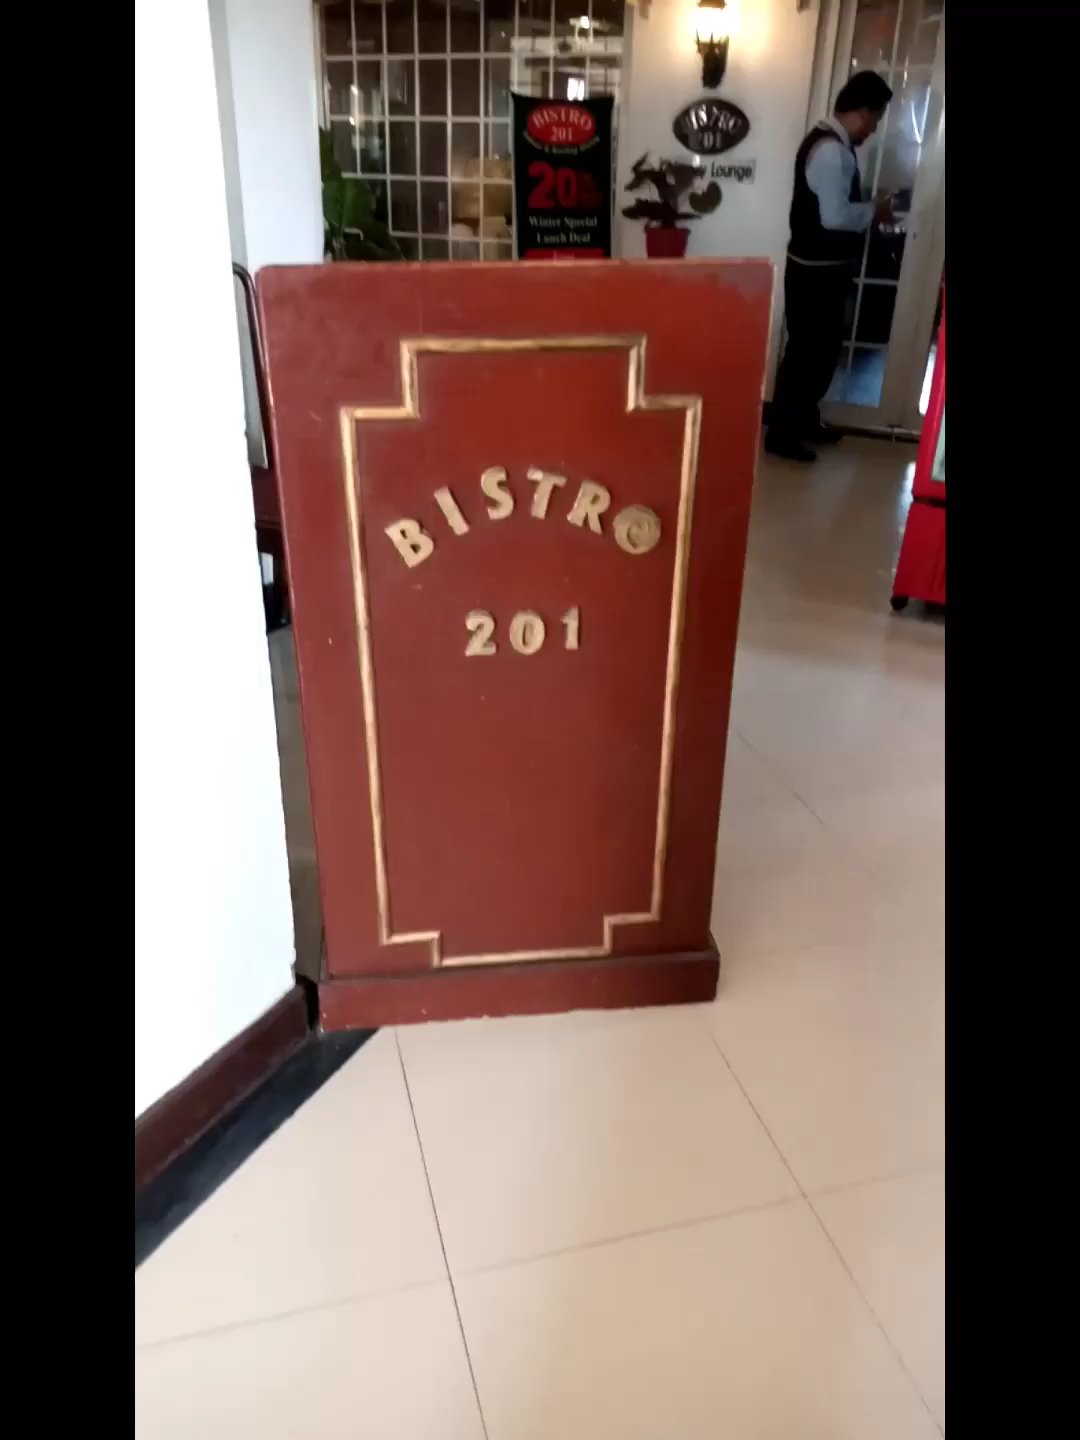 BISTRO
201
20%
Winter Special
Lunch Deal
BISTRO
201
Lounge
BISTRO
201